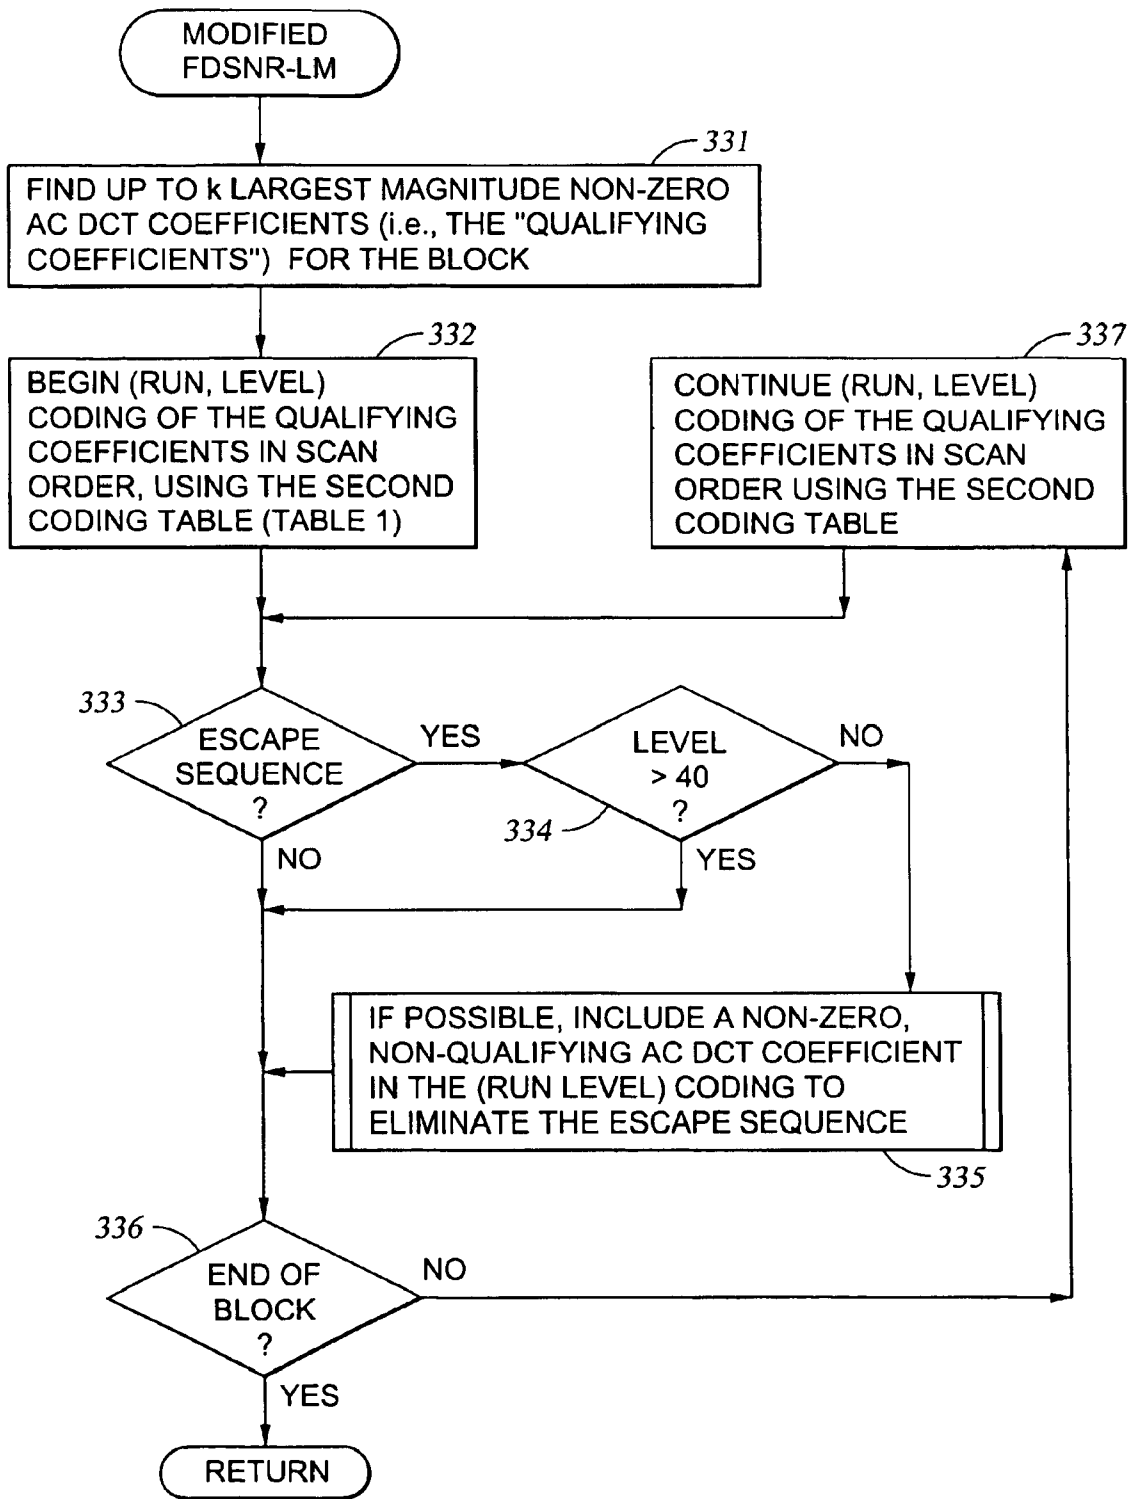 MODIFIED
FDSNR-LM
331
FIND UP TO k LARGEST MAGNITUDE NON-ZERO
AC DCT COEFFICIENTS (i.e., THE "QUALIFYING
COEFFICIENTS") FOR THE BLOCK
332
BEGIN (RUN, LEVEL)
CODING OF THE QUALIFYING
COEFFICIENTS IN SCAN
ORDER, USING THE SECOND
CODING TABLE (TABLE 1)
337
CONTINUE (RUN, LEVEL)
CODING OF THE QUALIFYING
COEFFICIENTS IN SCAN
ORDER USING THE SECOND
CODING TABLE
333
ESCAPE
SEQUENCE
?
YES
NO
LEVEL
> 40
?
334
NO
YES
IF POSSIBLE, INCLUDE A NON-ZERO,
NON-QUALIFYING AC DCT COEFFICIENT
IN THE (RUN LEVEL) CODING TO
ELIMINATE THE ESCAPE SEQUENCE
335
336
END OF
BLOCK
?
NO
YES
RETURN